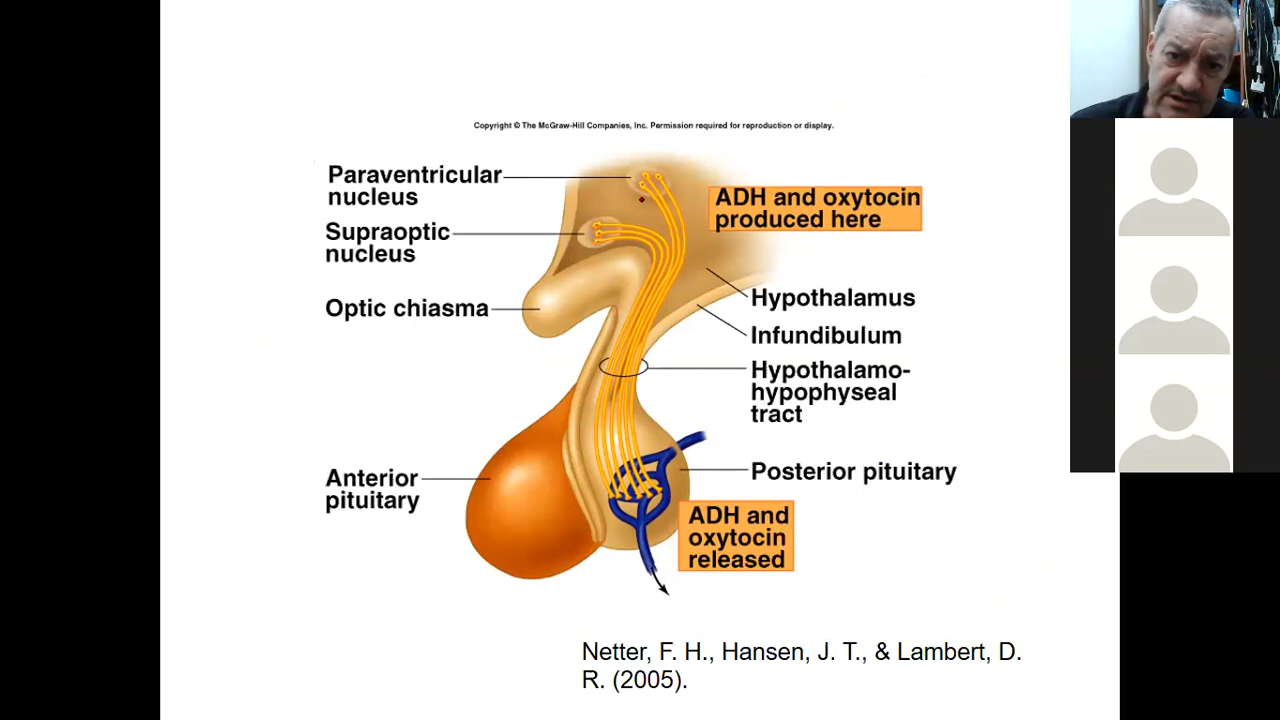 Copyright © The McGraw-Hill Companies, Inc. Permission required for reproduction or display.
Paraventricular
nucleus
ADH and oxytocin
produced here
Supraoptic
nucleus
Optic chiasma
Hypothalamus
Infundibulum
Hypothalamo-
hypophyseal
tract
Anterior
pituitary
Posterior pituitary
ADH and
oxytocin
released
Netter, F. H., Hansen, J. T., & Lambert, D.
R. (2005).